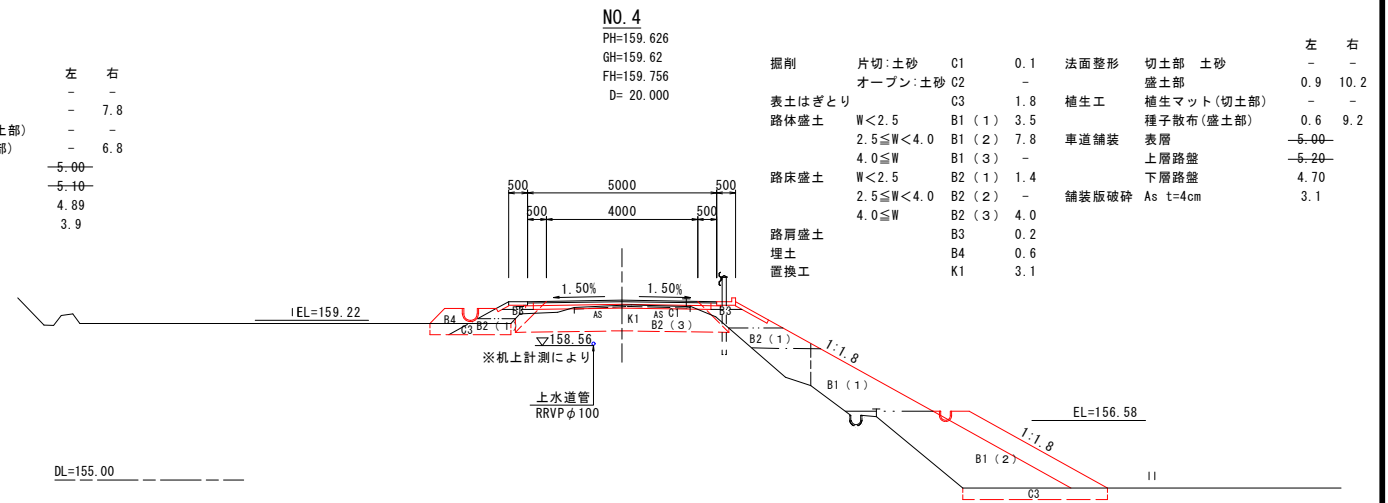 NO. 4
PH=159.626
GH=159.62
FH=159.756
D= 20.000
左 右
- -
- 7.8
土部) - -
部) - 6.8
5.00
5.10
4.89
3.9
左 右
掘削 片切:土砂 C1 0.1 法面整形 切土部 土砂 - -
オープン:土砂 C2 - 盛土部 0.9 10.2
表土はぎとり C3 1.8 植生工 植生マット(切土部) - -
路体盛土 W<2.5 B1 (1) 3.5 種子散布(盛土部) 0.6 9.2
2.5≦W<4.0 B1 (2) 7.8 車道舗装 表層 5.00
4.0≦W B1 (3) - 上層路盤 5.20
路床盛土 W<2.5 B2 (1) 1.4 下層路盤 4.70
2.5≦W<4.0 B2 (2) - 舗装版破砕 As t=4cm 3.1
4.0≦W B2 (3) 4.0
路肩盛土 B3 0.2
埋土 B4 0.6
置換工 K1 3.1
500 5000 500
500 4000 500
1.50% 1.50%
EL=159.22
B4 C3 B2 (1) B3 AS K1 AS C1 B2 (3) B3
▽158.56
※机上計測により
B2 (1)
1:1.8
B1 (1)
上水道管
RRVPφ100
EL=156.58
1:1.8
B1 (2)
DL=155.00
C3